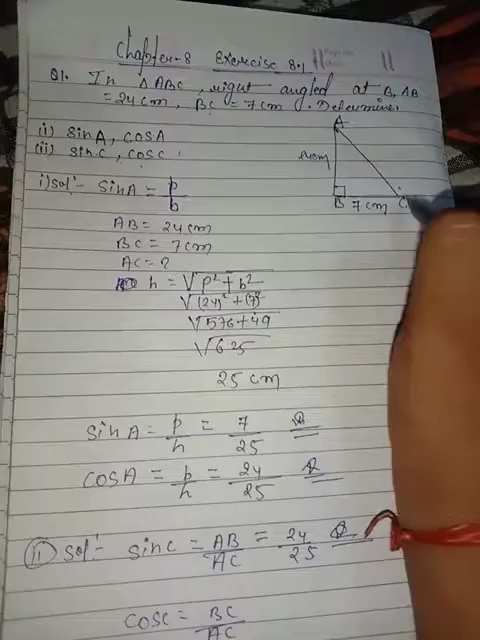 Chapter-8 Exercise 8.1
Q1. In △ABC, right angled at B, AB
= 24 cm, BC = 7 cm. Determine.
(i) sinA, cosA
(ii) sinc, cosc.
A
24cm
B 7 cm C
i) sol:- sinA = p/b
AB = 24 cm
BC = 7 cm
AC = ?
h = √p² + b²
√(24)² + (7)²
√576 + 49
√625
25 cm
sinA = p/h = 7/25
cosA = b/h = 24/25
(ii) sol:- sinc = AB/AC = 24/25
cosc = BC/AC